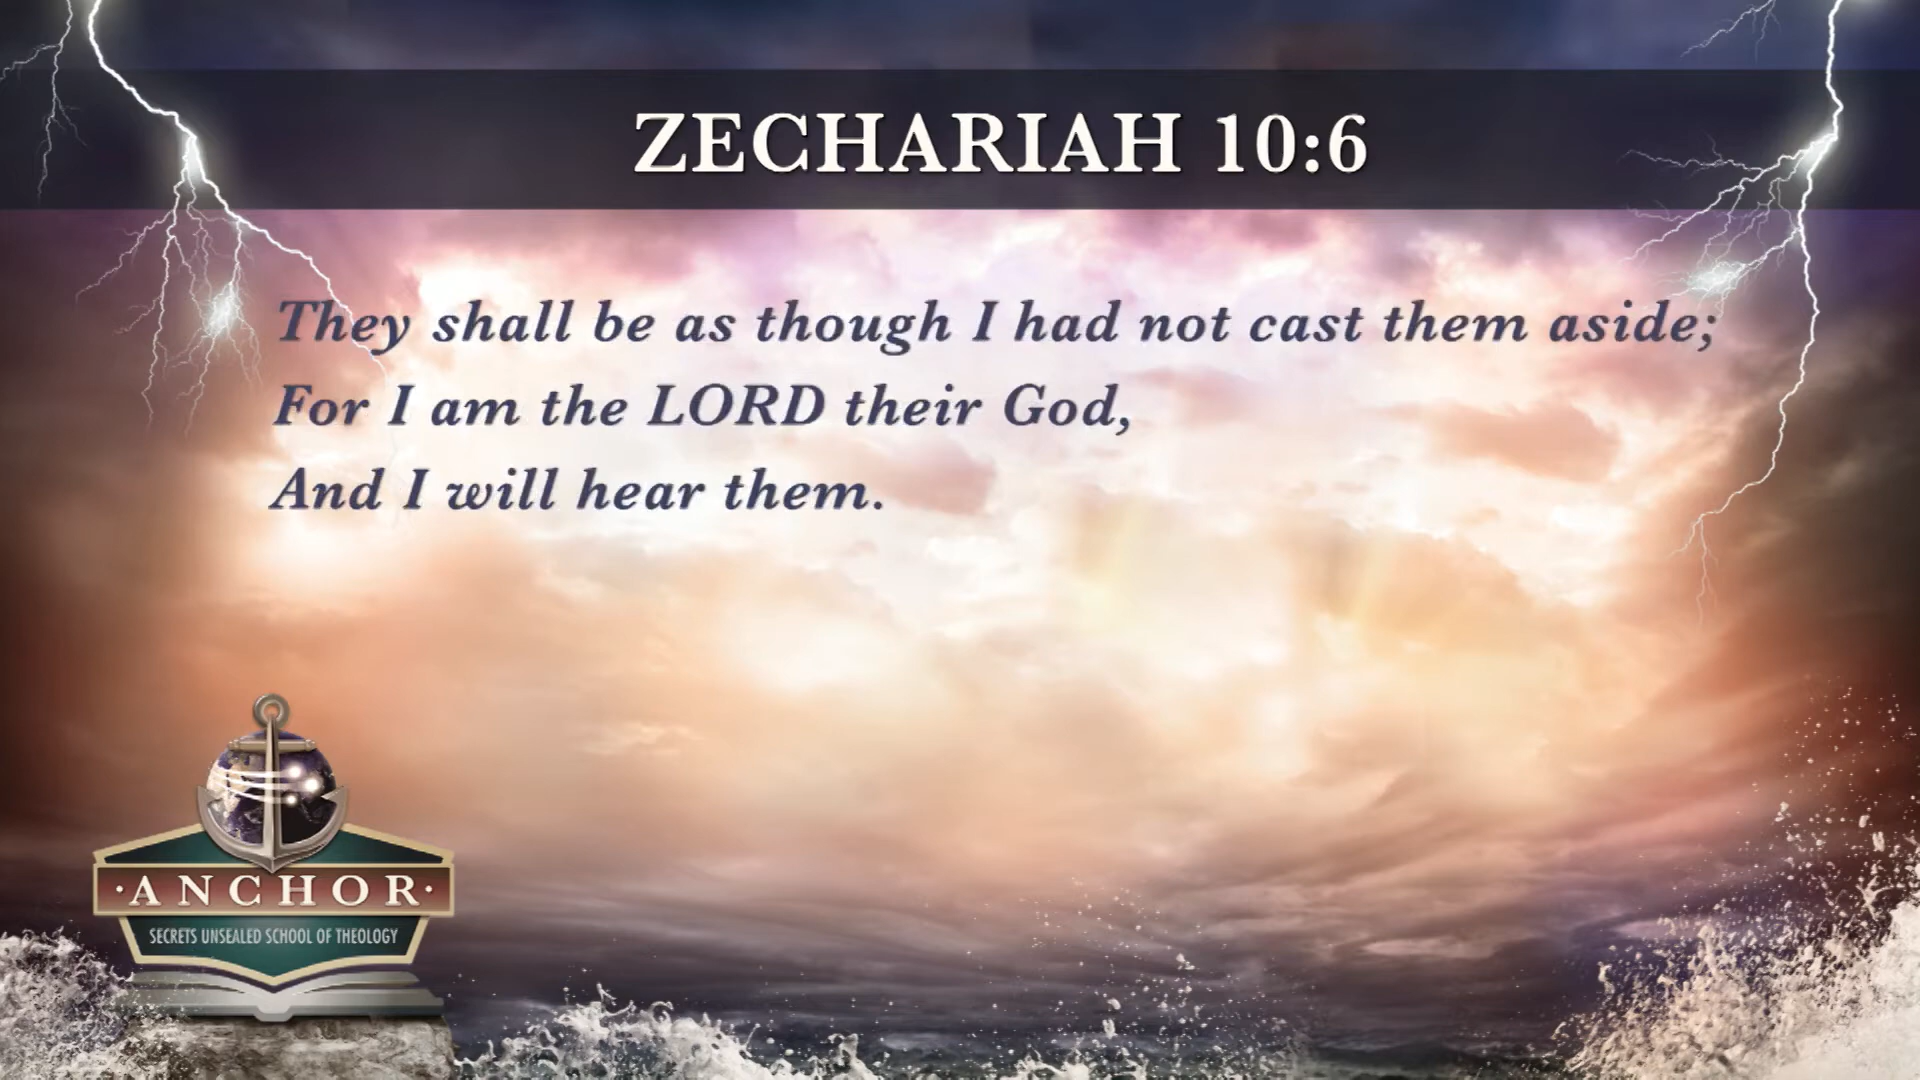 ZECHARIAH 10:6
They shall be as though I had not cast them aside;
For I am the LORD their God,
And I will hear them.
·ANCHOR·
SECRETS UNSEALED SCHOOL OF THEOLOGY